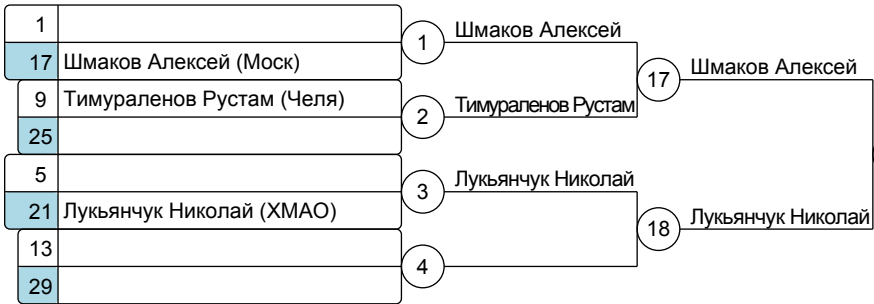 1
17 Шмаков Алексей (Моск)
9 Тимураленов Рустам (Челя)
25
5
21 Лукьянчук Николай (ХМАО)
13
29
1 Шмаков Алексей
2 Тимураленов Рустам
3 Лукьянчук Николай
4
17 Шмаков Алексей
18 Лукьянчук Николай